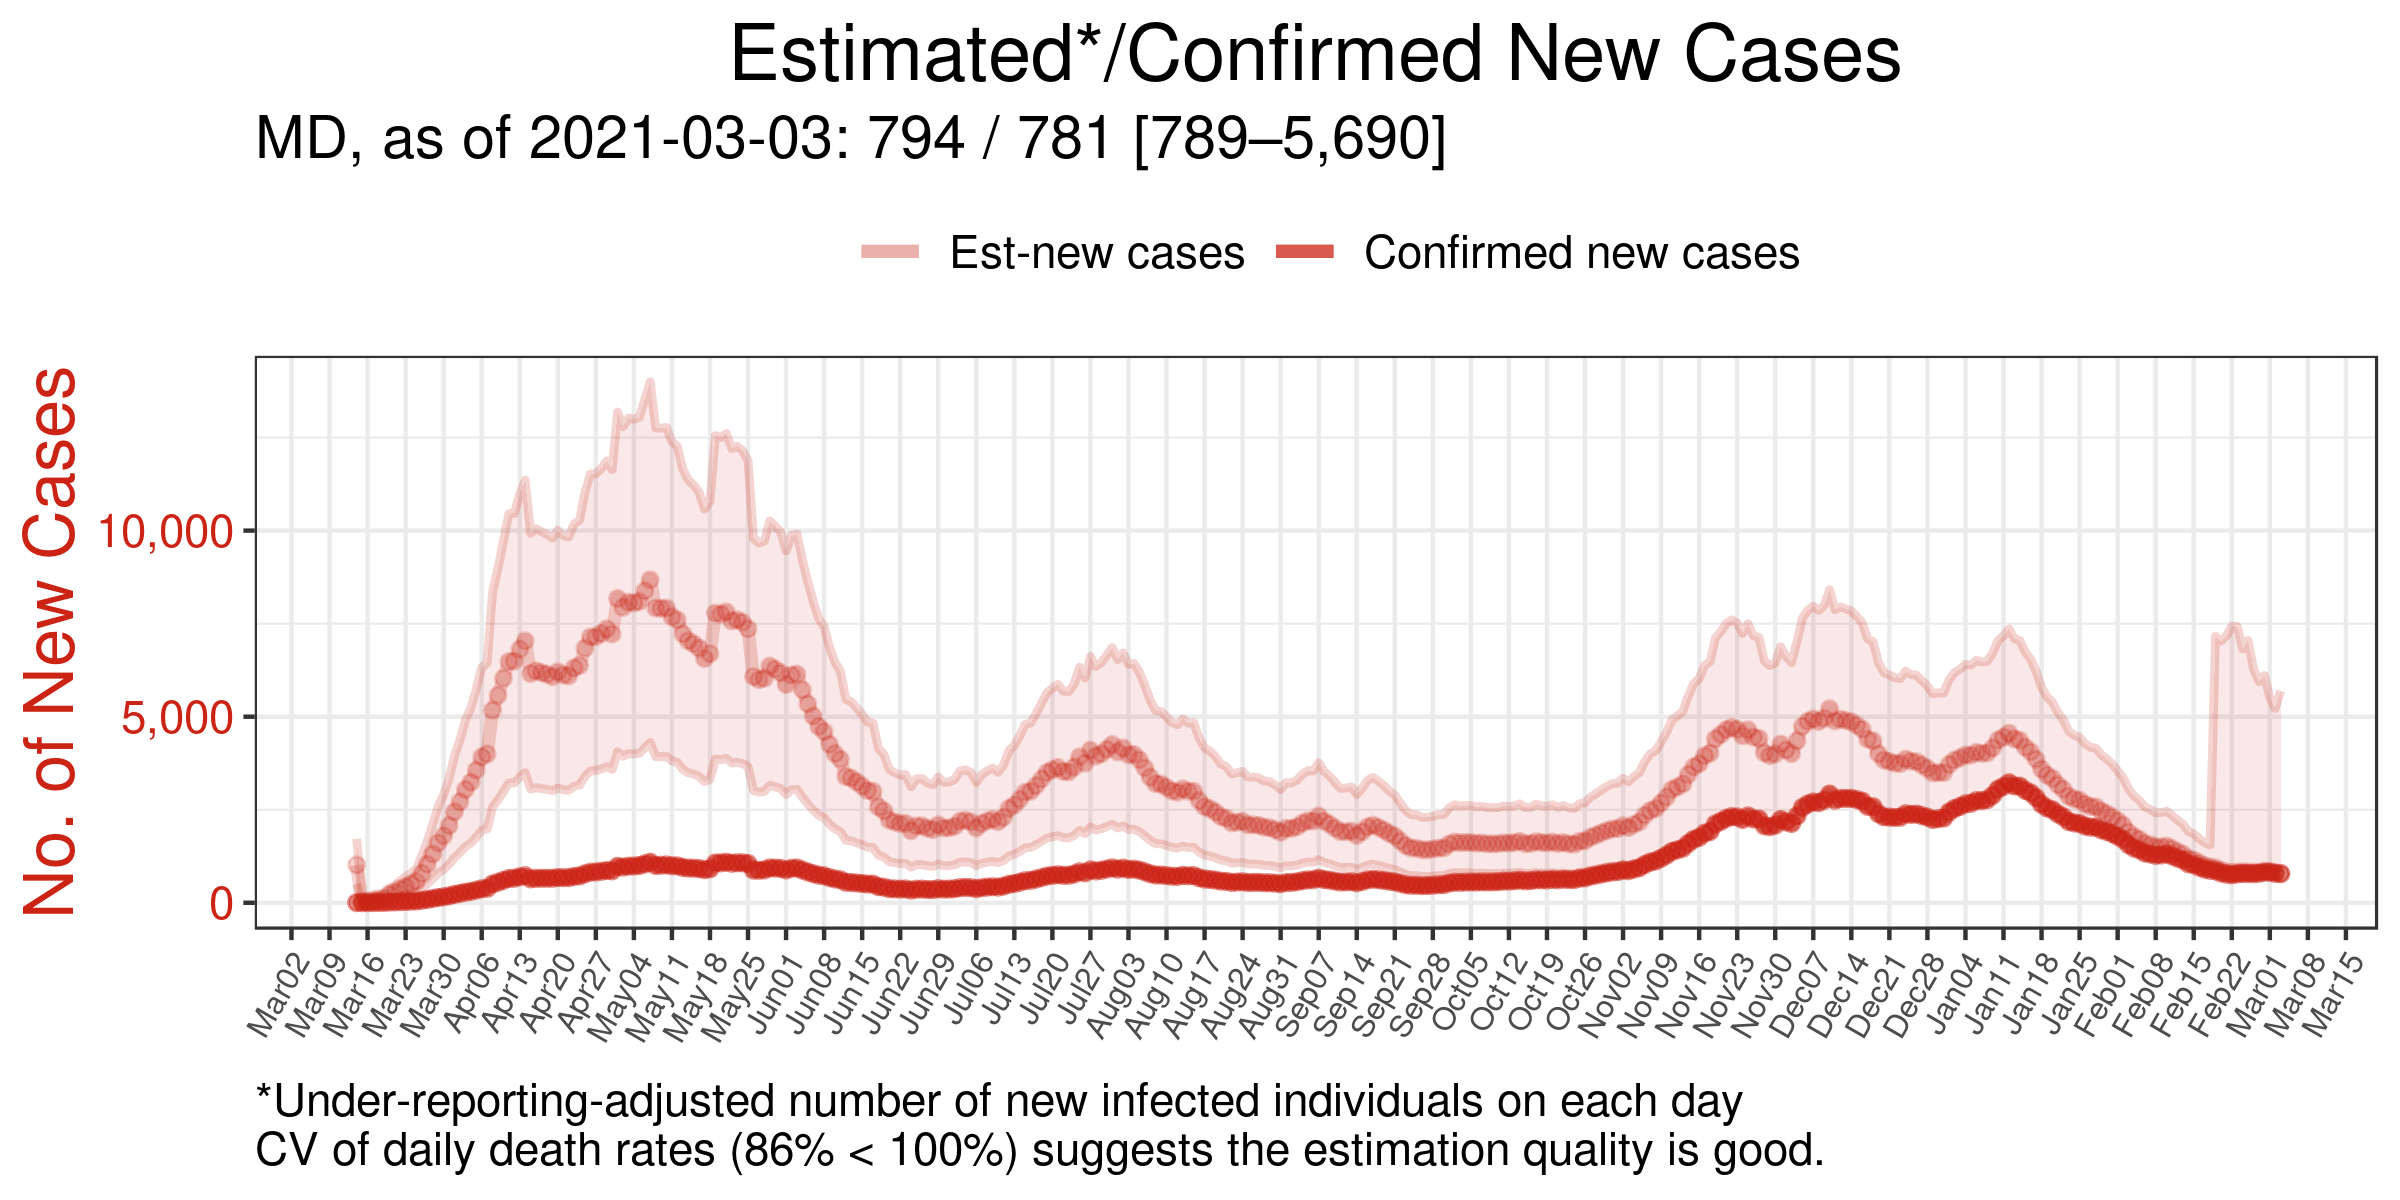 Estimated*/Confirmed New Cases
MD, as of 2021-03-03: 794 / 781 [789–5,690]
Est-new cases
Confirmed new cases
No. of New Cases
10,000
5,000
0
Mar02
Mar09
Mar16
Mar23
Mar30
Apr06
Apr13
Apr20
Apr27
May04
May11
May18
May25
Jun01
Jun08
Jun15
Jun22
Jun29
Jul06
Jul13
Jul20
Jul27
Aug03
Aug10
Aug17
Aug24
Aug31
Sep07
Sep14
Sep21
Sep28
Oct05
Oct12
Oct19
Oct26
Nov02
Nov09
Nov16
Nov23
Nov30
Dec07
Dec14
Dec21
Dec28
Jan04
Jan11
Jan18
Jan25
Feb01
Feb08
Feb15
Feb22
Mar01
Mar08
Mar15
*Under-reporting-adjusted number of new infected individuals on each day
CV of daily death rates (86% < 100%) suggests the estimation quality is good.